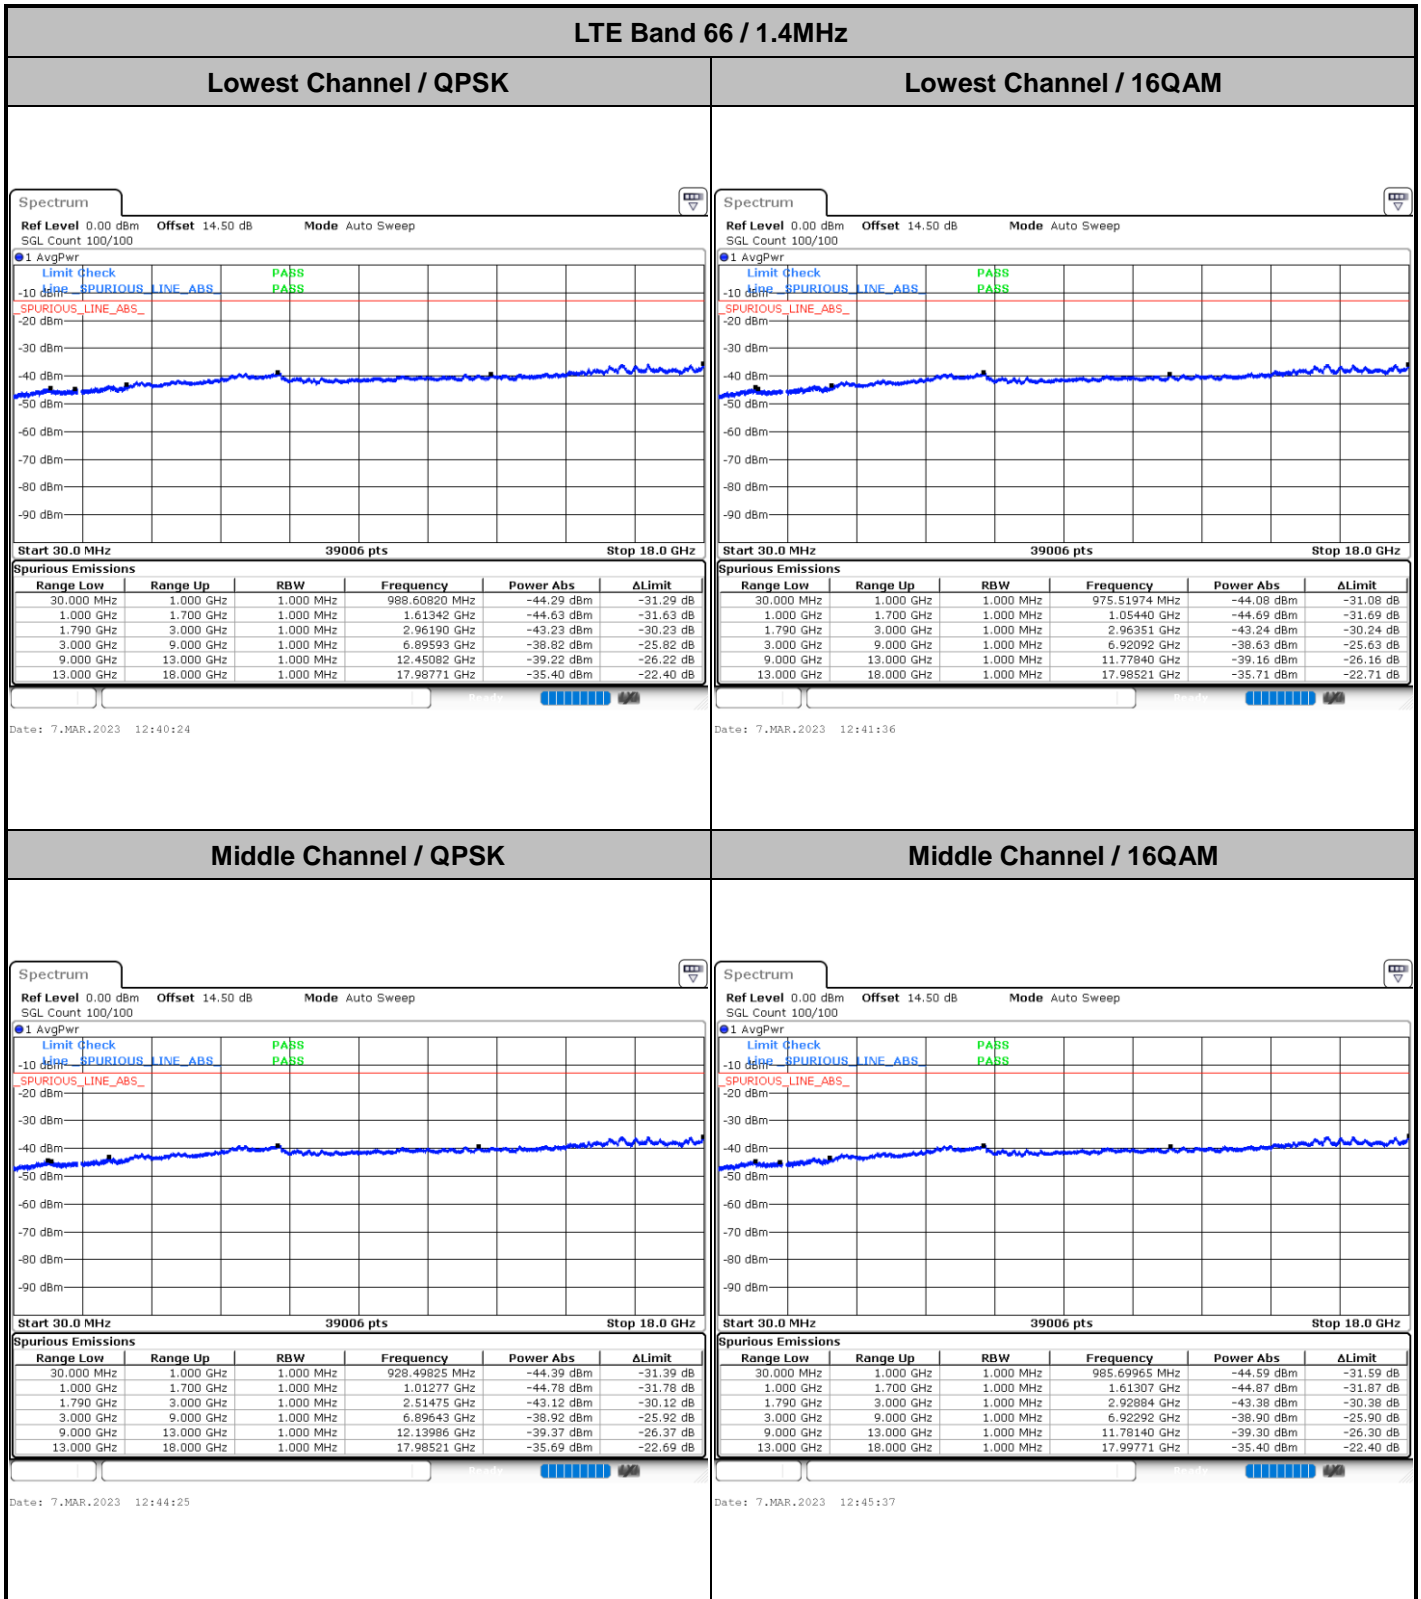 LTE Band 66 / 1.4MHz
Lowest Channel / QPSK
Lowest Channel / 16QAM
Spectrum
Ref Level 0.00 dBm Offset 14.50 dB Mode Auto Sweep
SGL Count 100/100
1 AvgPwr
Limit Check PASS
Line _SPURIOUS_LINE_ABS_ PASS
-10 dBm
_SPURIOUS_LINE_ABS_
-20 dBm
-30 dBm
-40 dBm
-50 dBm
-60 dBm
-70 dBm
-80 dBm
-90 dBm
Start 30.0 MHz 39006 pts Stop 18.0 GHz
Spurious Emissions
Range Low Range Up RBW Frequency Power Abs ΔLimit
30.000 MHz 1.000 GHz 1.000 MHz 988.60820 MHz -44.29 dBm -31.29 dB
1.000 GHz 1.700 GHz 1.000 MHz 1.61342 GHz -44.63 dBm -31.63 dB
1.790 GHz 3.000 GHz 1.000 MHz 2.96190 GHz -43.23 dBm -30.23 dB
3.000 GHz 9.000 GHz 1.000 MHz 6.89593 GHz -38.82 dBm -25.82 dB
9.000 GHz 13.000 GHz 1.000 MHz 12.45082 GHz -39.22 dBm -26.22 dB
13.000 GHz 18.000 GHz 1.000 MHz 17.98771 GHz -35.40 dBm -22.40 dB
Ready
Date: 7.MAR.2023 12:40:24
Spectrum
Ref Level 0.00 dBm Offset 14.50 dB Mode Auto Sweep
SGL Count 100/100
1 AvgPwr
Limit Check PASS
Line _SPURIOUS_LINE_ABS_ PASS
-10 dBm
_SPURIOUS_LINE_ABS_
-20 dBm
-30 dBm
-40 dBm
-50 dBm
-60 dBm
-70 dBm
-80 dBm
-90 dBm
Start 30.0 MHz 39006 pts Stop 18.0 GHz
Spurious Emissions
Range Low Range Up RBW Frequency Power Abs ΔLimit
30.000 MHz 1.000 GHz 1.000 MHz 975.51974 MHz -44.08 dBm -31.08 dB
1.000 GHz 1.700 GHz 1.000 MHz 1.05440 GHz -44.69 dBm -31.69 dB
1.790 GHz 3.000 GHz 1.000 MHz 2.96351 GHz -43.24 dBm -30.24 dB
3.000 GHz 9.000 GHz 1.000 MHz 6.92092 GHz -38.63 dBm -25.63 dB
9.000 GHz 13.000 GHz 1.000 MHz 11.77840 GHz -39.16 dBm -26.16 dB
13.000 GHz 18.000 GHz 1.000 MHz 17.98521 GHz -35.71 dBm -22.71 dB
Ready
Date: 7.MAR.2023 12:41:36
Middle Channel / QPSK
Middle Channel / 16QAM
Spectrum
Ref Level 0.00 dBm Offset 14.50 dB Mode Auto Sweep
SGL Count 100/100
1 AvgPwr
Limit Check PASS
Line _SPURIOUS_LINE_ABS_ PASS
-10 dBm
_SPURIOUS_LINE_ABS_
-20 dBm
-30 dBm
-40 dBm
-50 dBm
-60 dBm
-70 dBm
-80 dBm
-90 dBm
Start 30.0 MHz 39006 pts Stop 18.0 GHz
Spurious Emissions
Range Low Range Up RBW Frequency Power Abs ΔLimit
30.000 MHz 1.000 GHz 1.000 MHz 928.49825 MHz -44.39 dBm -31.39 dB
1.000 GHz 1.700 GHz 1.000 MHz 1.01277 GHz -44.78 dBm -31.78 dB
1.790 GHz 3.000 GHz 1.000 MHz 2.51475 GHz -43.12 dBm -30.12 dB
3.000 GHz 9.000 GHz 1.000 MHz 6.89643 GHz -38.92 dBm -25.92 dB
9.000 GHz 13.000 GHz 1.000 MHz 12.13986 GHz -39.37 dBm -26.37 dB
13.000 GHz 18.000 GHz 1.000 MHz 17.98521 GHz -35.69 dBm -22.69 dB
Ready
Date: 7.MAR.2023 12:44:25
Spectrum
Ref Level 0.00 dBm Offset 14.50 dB Mode Auto Sweep
SGL Count 100/100
1 AvgPwr
Limit Check PASS
Line _SPURIOUS_LINE_ABS_ PASS
-10 dBm
_SPURIOUS_LINE_ABS_
-20 dBm
-30 dBm
-40 dBm
-50 dBm
-60 dBm
-70 dBm
-80 dBm
-90 dBm
Start 30.0 MHz 39006 pts Stop 18.0 GHz
Spurious Emissions
Range Low Range Up RBW Frequency Power Abs ΔLimit
30.000 MHz 1.000 GHz 1.000 MHz 985.69965 MHz -44.59 dBm -31.59 dB
1.000 GHz 1.700 GHz 1.000 MHz 1.61307 GHz -44.87 dBm -31.87 dB
1.790 GHz 3.000 GHz 1.000 MHz 2.92884 GHz -43.38 dBm -30.38 dB
3.000 GHz 9.000 GHz 1.000 MHz 6.92292 GHz -38.90 dBm -25.90 dB
9.000 GHz 13.000 GHz 1.000 MHz 11.78140 GHz -39.30 dBm -26.30 dB
13.000 GHz 18.000 GHz 1.000 MHz 17.99771 GHz -35.40 dBm -22.40 dB
Ready
Date: 7.MAR.2023 12:45:37